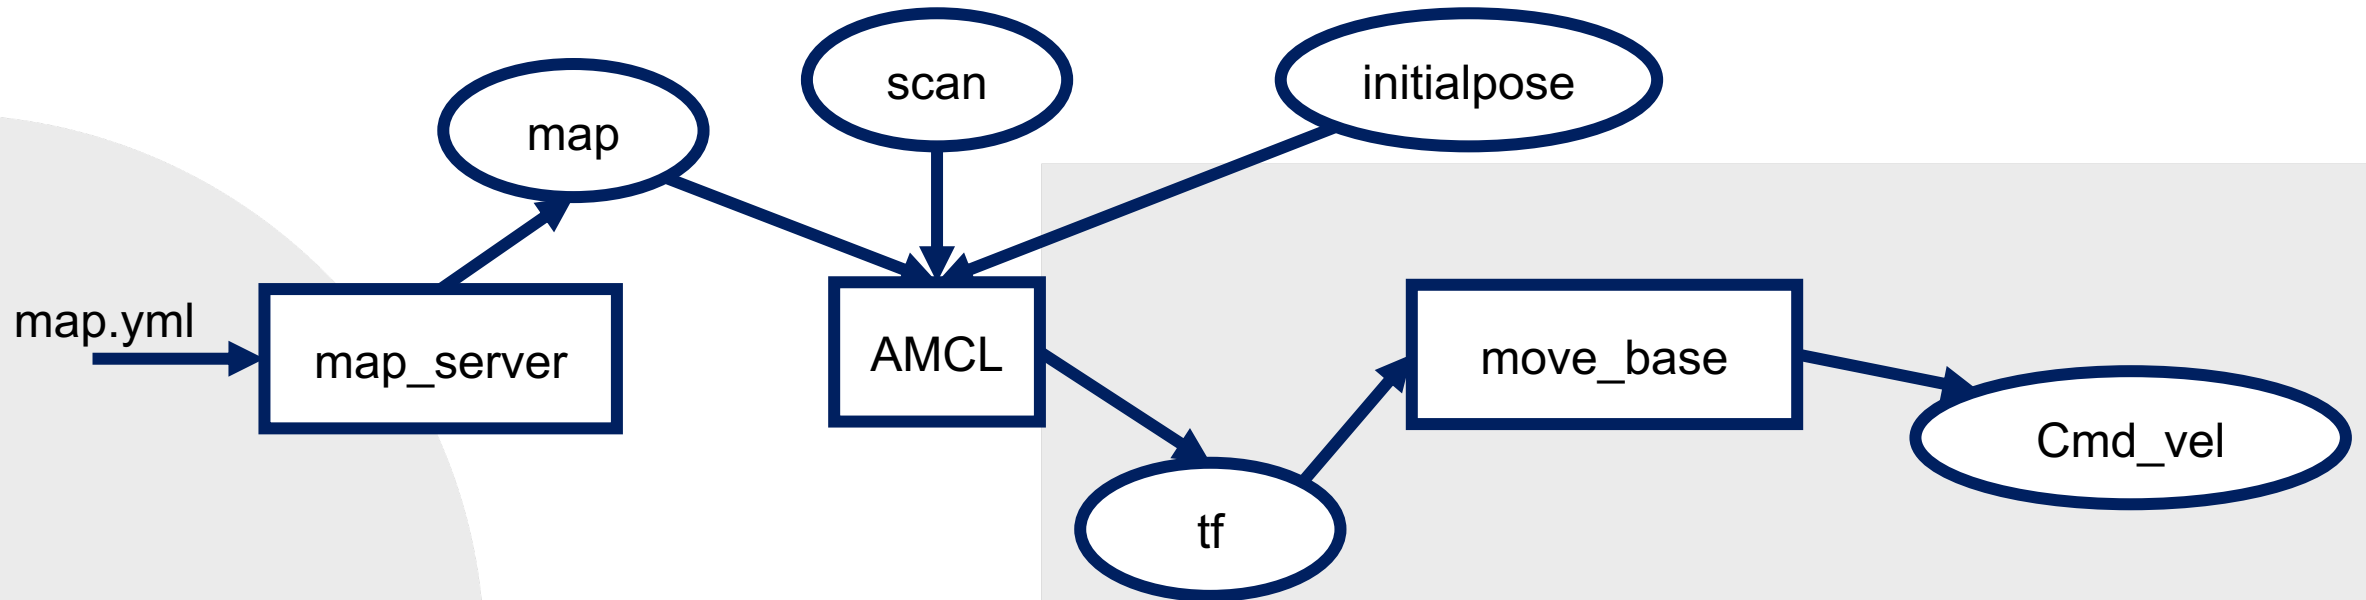 scan
initialpose
map
map.yml
map_server
AMCL
move_base
Cmd_vel
tf